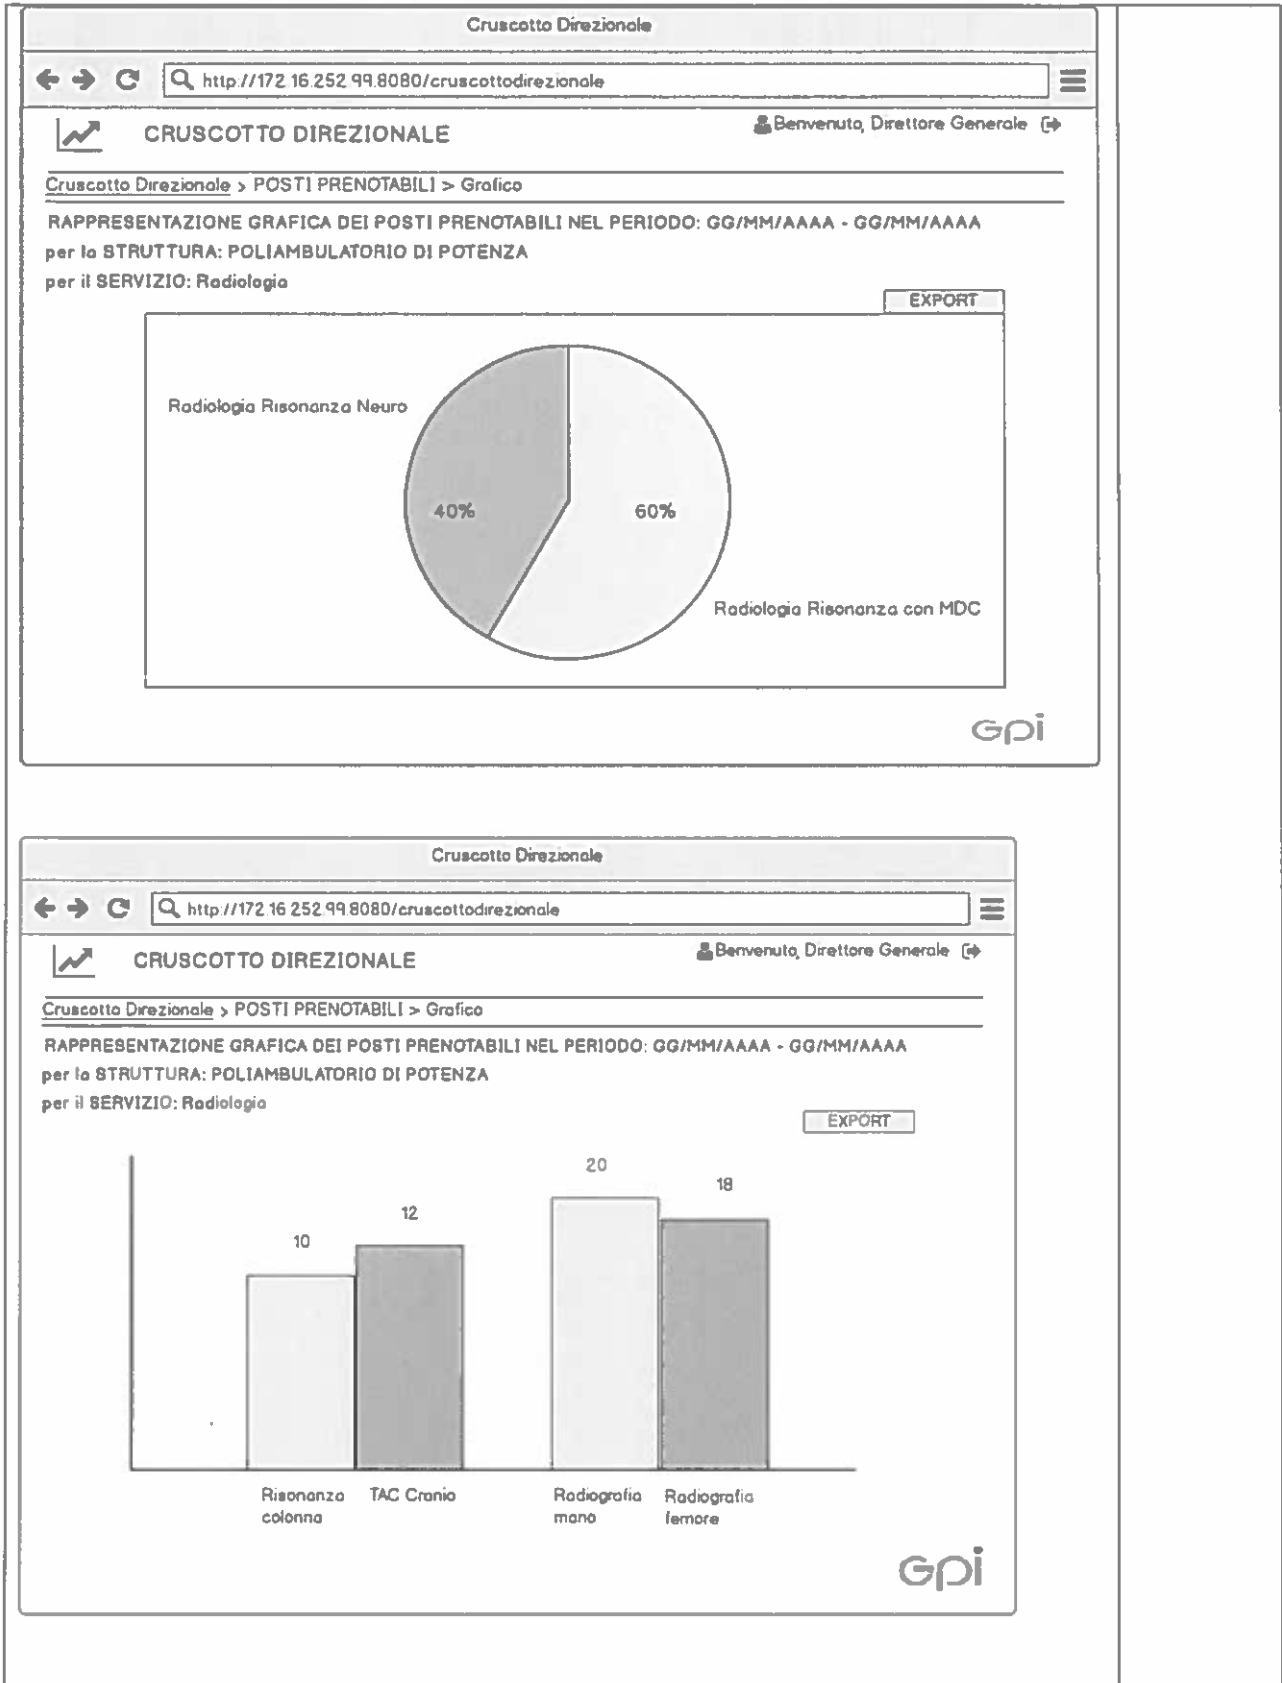 Cruscotto Direzionale
http://172.16.252.99.8080/cruscottodirezionale
CRUSCOTTO DIREZIONALE
Benvenuto, Direttore Generale
Cruscotto Direzionale > POSTI PRENOTABILI > Grafico
RAPPRESENTAZIONE GRAFICA DEI POSTI PRENOTABILI NEL PERIODO: GG/MM/AAAA - GG/MM/AAAA
per la STRUTTURA: POLIAMBULATORIO DI POTENZA
per il SERVIZIO: Radiologia
EXPORT
Radiologia Risonanza Neuro
40%
60%
Radiologia Risonanza con MDC
Gpi
Cruscotto Direzionale
http://172.16.252.99.8080/cruscottodirezionale
CRUSCOTTO DIREZIONALE
Benvenuto, Direttore Generale
Cruscotto Direzionale > POSTI PRENOTABILI > Grafico
RAPPRESENTAZIONE GRAFICA DEI POSTI PRENOTABILI NEL PERIODO: GG/MM/AAAA - GG/MM/AAAA
per la STRUTTURA: POLIAMBULATORIO DI POTENZA
per il SERVIZIO: Radiologia
EXPORT
20
18
12
10
Risonanza colonna
TAC Cranio
Radiografia mano
Radiografia femore
Gpi